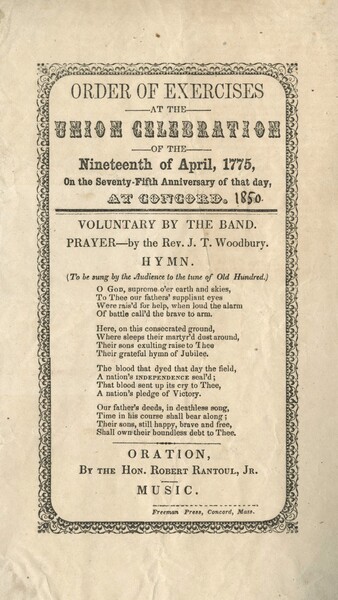 ORDER OF EXERCISES
AT THE
UNION CELEBRATION
OF THE
Nineteenth of April, 1775,
On the Seventy-Fifth Anniversary of that day,
AT CONCORD. 1850
VOLUNTARY BY THE BAND.
PRAYER—by the Rev. J. T. Woodbury.
HYMN.
(To be sung by the Audience to the tune of Old Hundred.)
O GOD, supreme o'er earth and skies,
To Thee our fathers' suppliant eyes
Were rais'd for help, when loud the alarm
Of battle call'd the brave to arm.
Here, on this consecrated ground,
Where sleeps their martyr'd dust around,
Their sons exulting raise to Thee
Their grateful hymn of Jubilee.
The blood that dyed that day the field,
A nation's INDEPENDENCE seal'd;
That blood sent up its cry to Thee,
A nation's pledge of Victory.
Our father's deeds, in deathless song,
Time in his course shall bear along;
Their sons, still happy, brave and free,
Shall own their boundless debt to Thee.
ORATION,
BY THE HON. ROBERT RANTOUL, JR.
MUSIC.
Freeman Press, Concord, Mass.